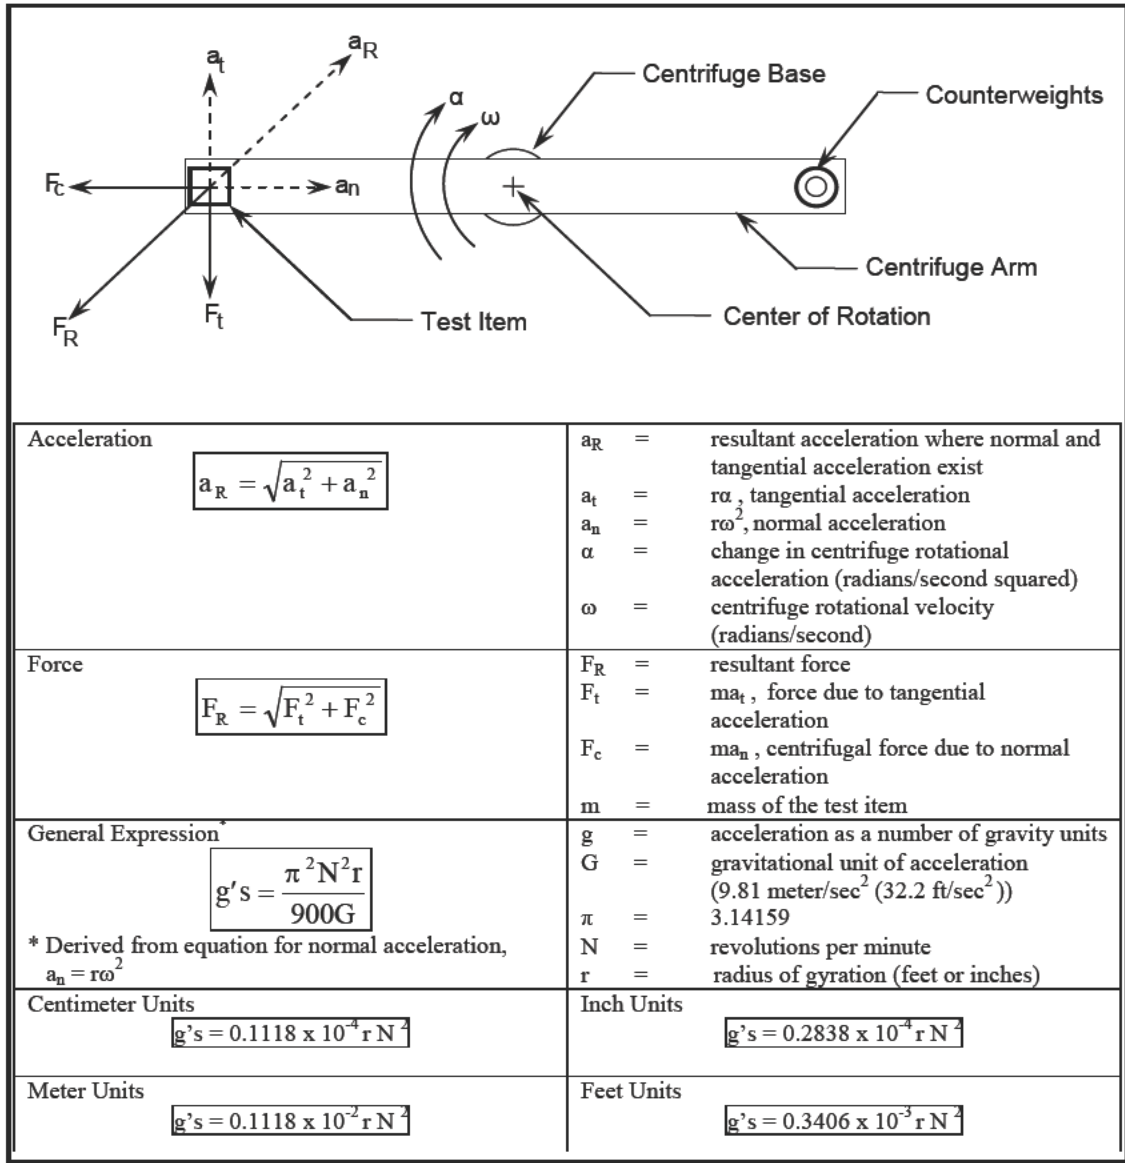 a_t
a_R
Centrifuge Base
α
ω
Counterweights
F_c
a_n
Centrifuge Arm
F_t
F_R
Test Item
Center of Rotation
Acceleration
a_R = √(a_t² + a_n²)
a_R = resultant acceleration where normal and
tangential acceleration exist
a_t = rα , tangential acceleration
a_n = rω², normal acceleration
α = change in centrifuge rotational
acceleration (radians/second squared)
ω = centrifuge rotational velocity
(radians/second)
Force
F_R = √(F_t² + F_c²)
F_R = resultant force
F_t = ma_t , force due to tangential
acceleration
F_c = ma_n , centrifugal force due to normal
acceleration
m = mass of the test item
General Expression*
g's = π²N²r / 900G
* Derived from equation for normal acceleration,
a_n = rω²
g = acceleration as a number of gravity units
G = gravitational unit of acceleration
(9.81 meter/sec² (32.2 ft/sec²))
π = 3.14159
N = revolutions per minute
r = radius of gyration (feet or inches)
Centimeter Units
g's = 0.1118 x 10⁻⁴ r N²
Inch Units
g's = 0.2838 x 10⁻⁴ r N²
Meter Units
g's = 0.1118 x 10⁻² r N²
Feet Units
g's = 0.3406 x 10⁻³ r N²